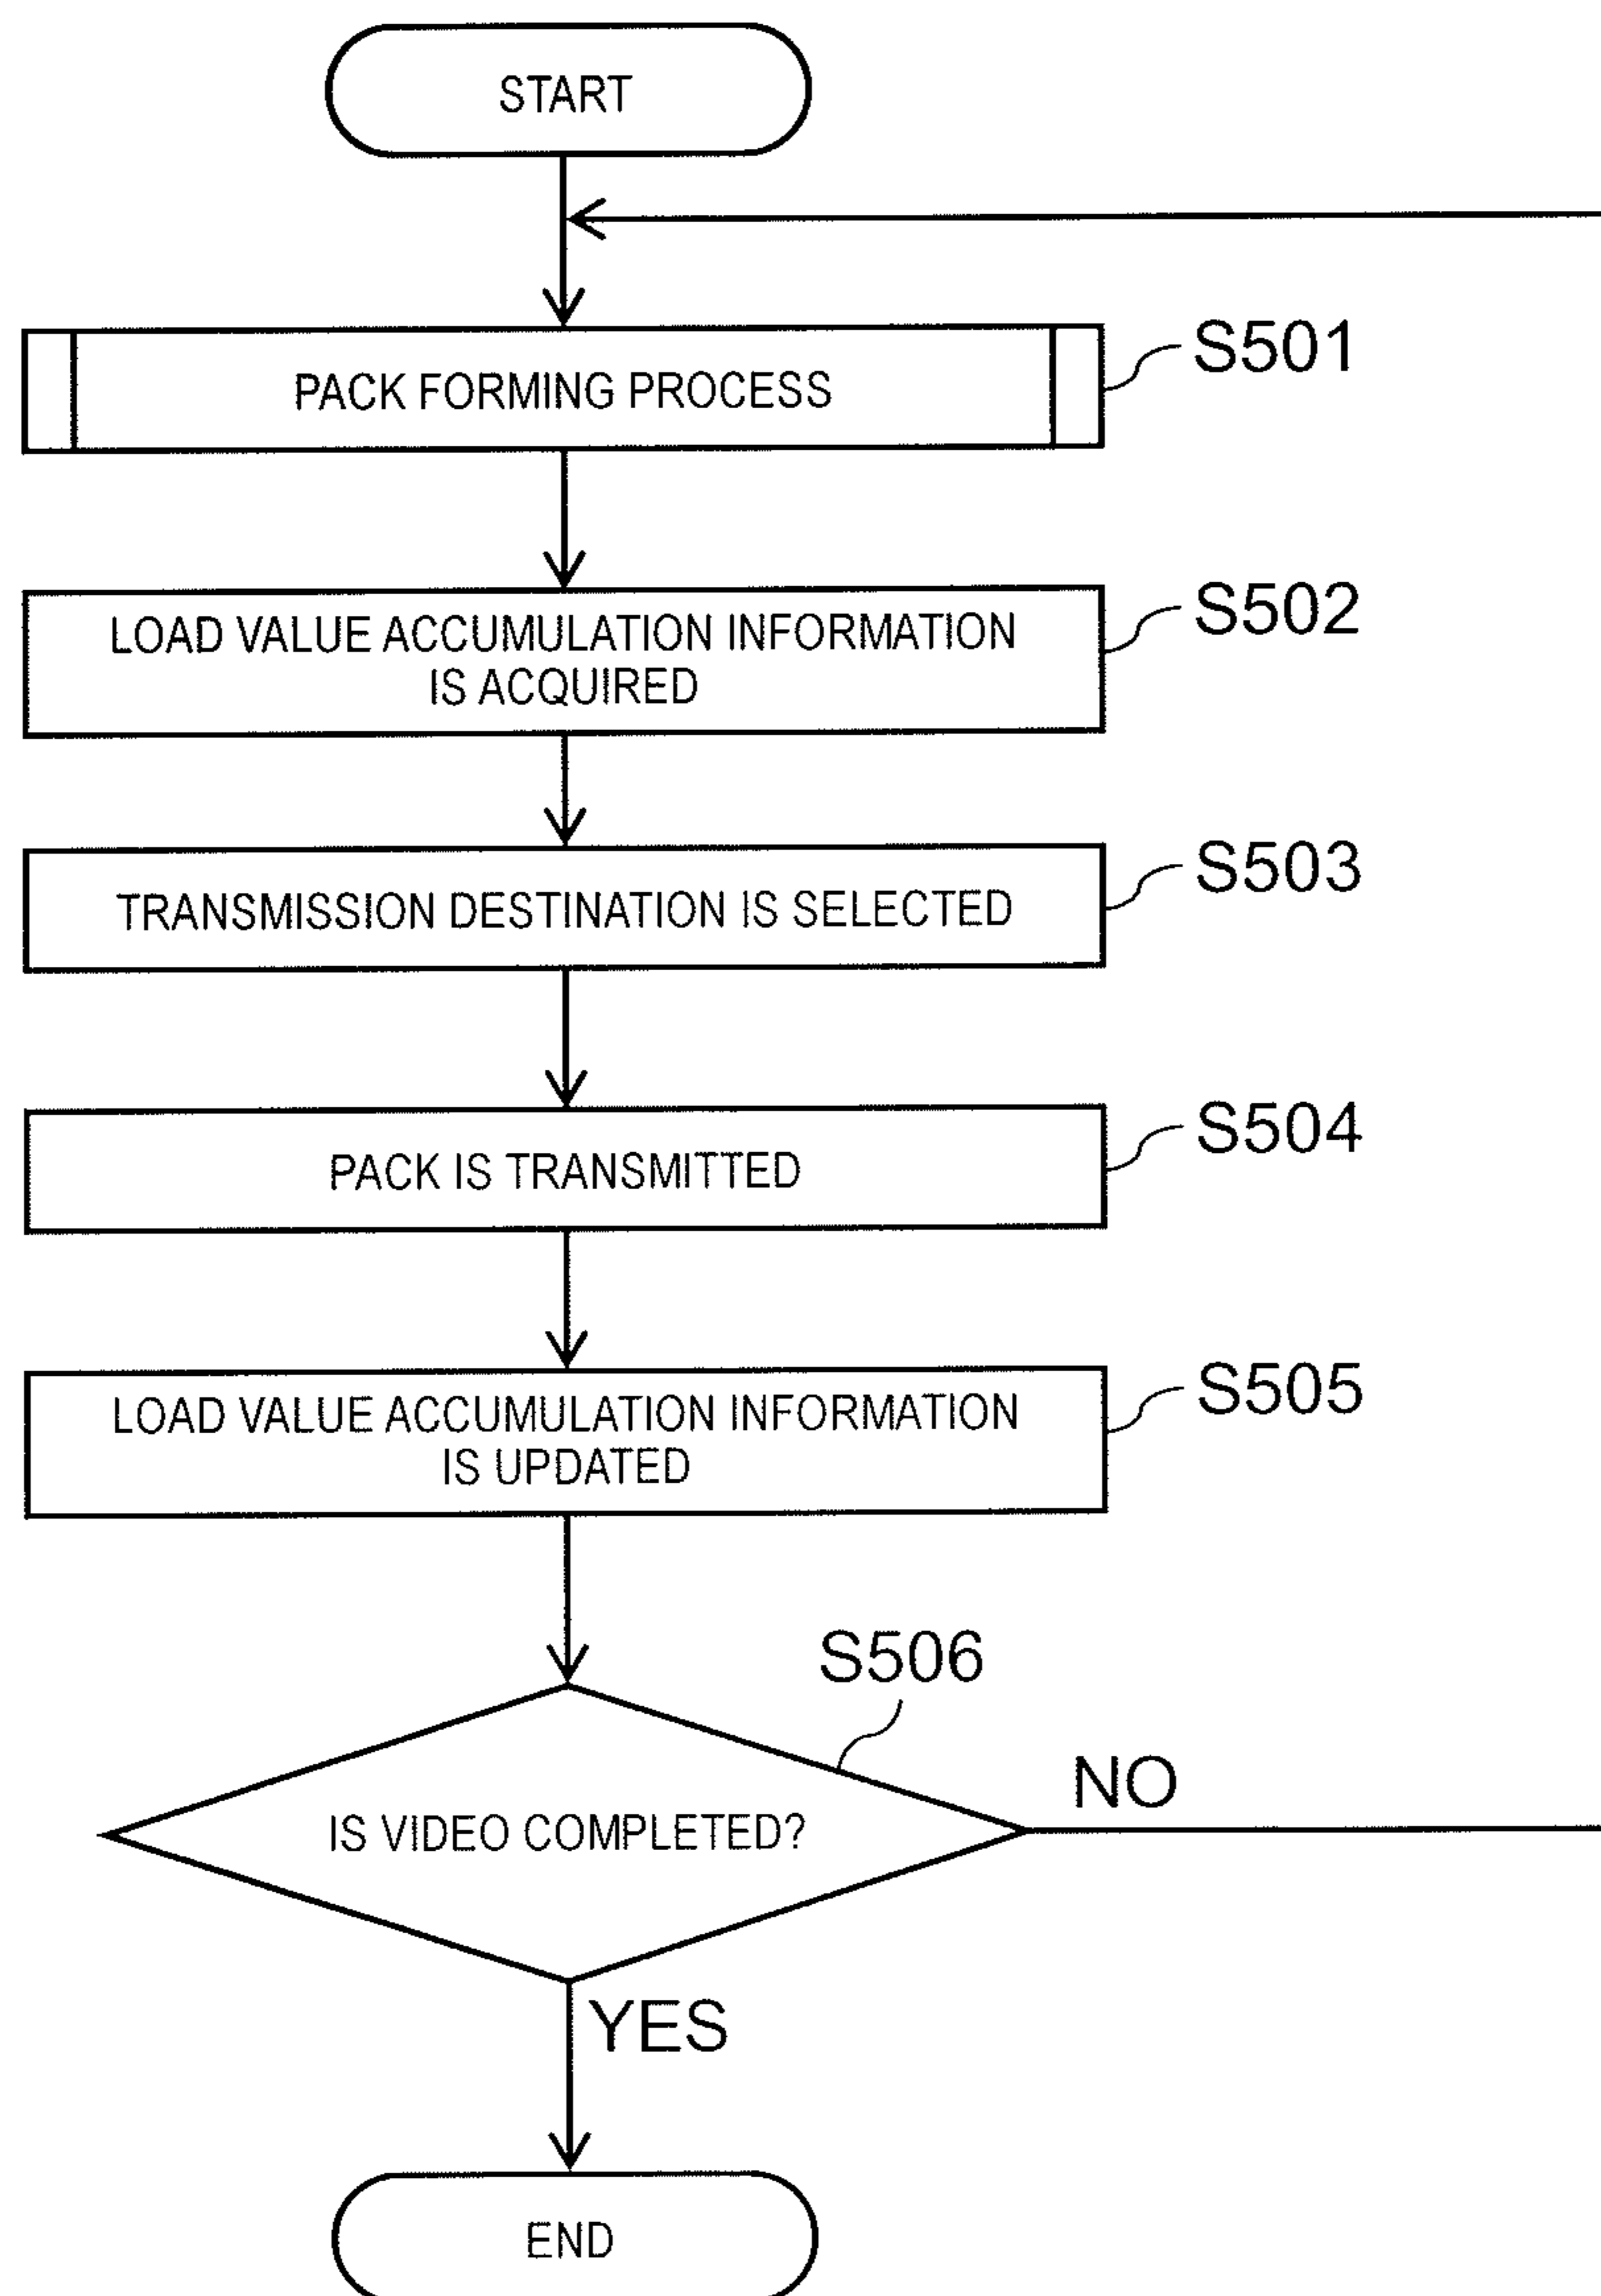 START
PACK FORMING PROCESS
S501
LOAD VALUE ACCUMULATION INFORMATION
IS ACQUIRED
S502
TRANSMISSION DESTINATION IS SELECTED
S503
PACK IS TRANSMITTED
S504
LOAD VALUE ACCUMULATION INFORMATION
IS UPDATED
S505
S506
IS VIDEO COMPLETED?
NO
YES
END